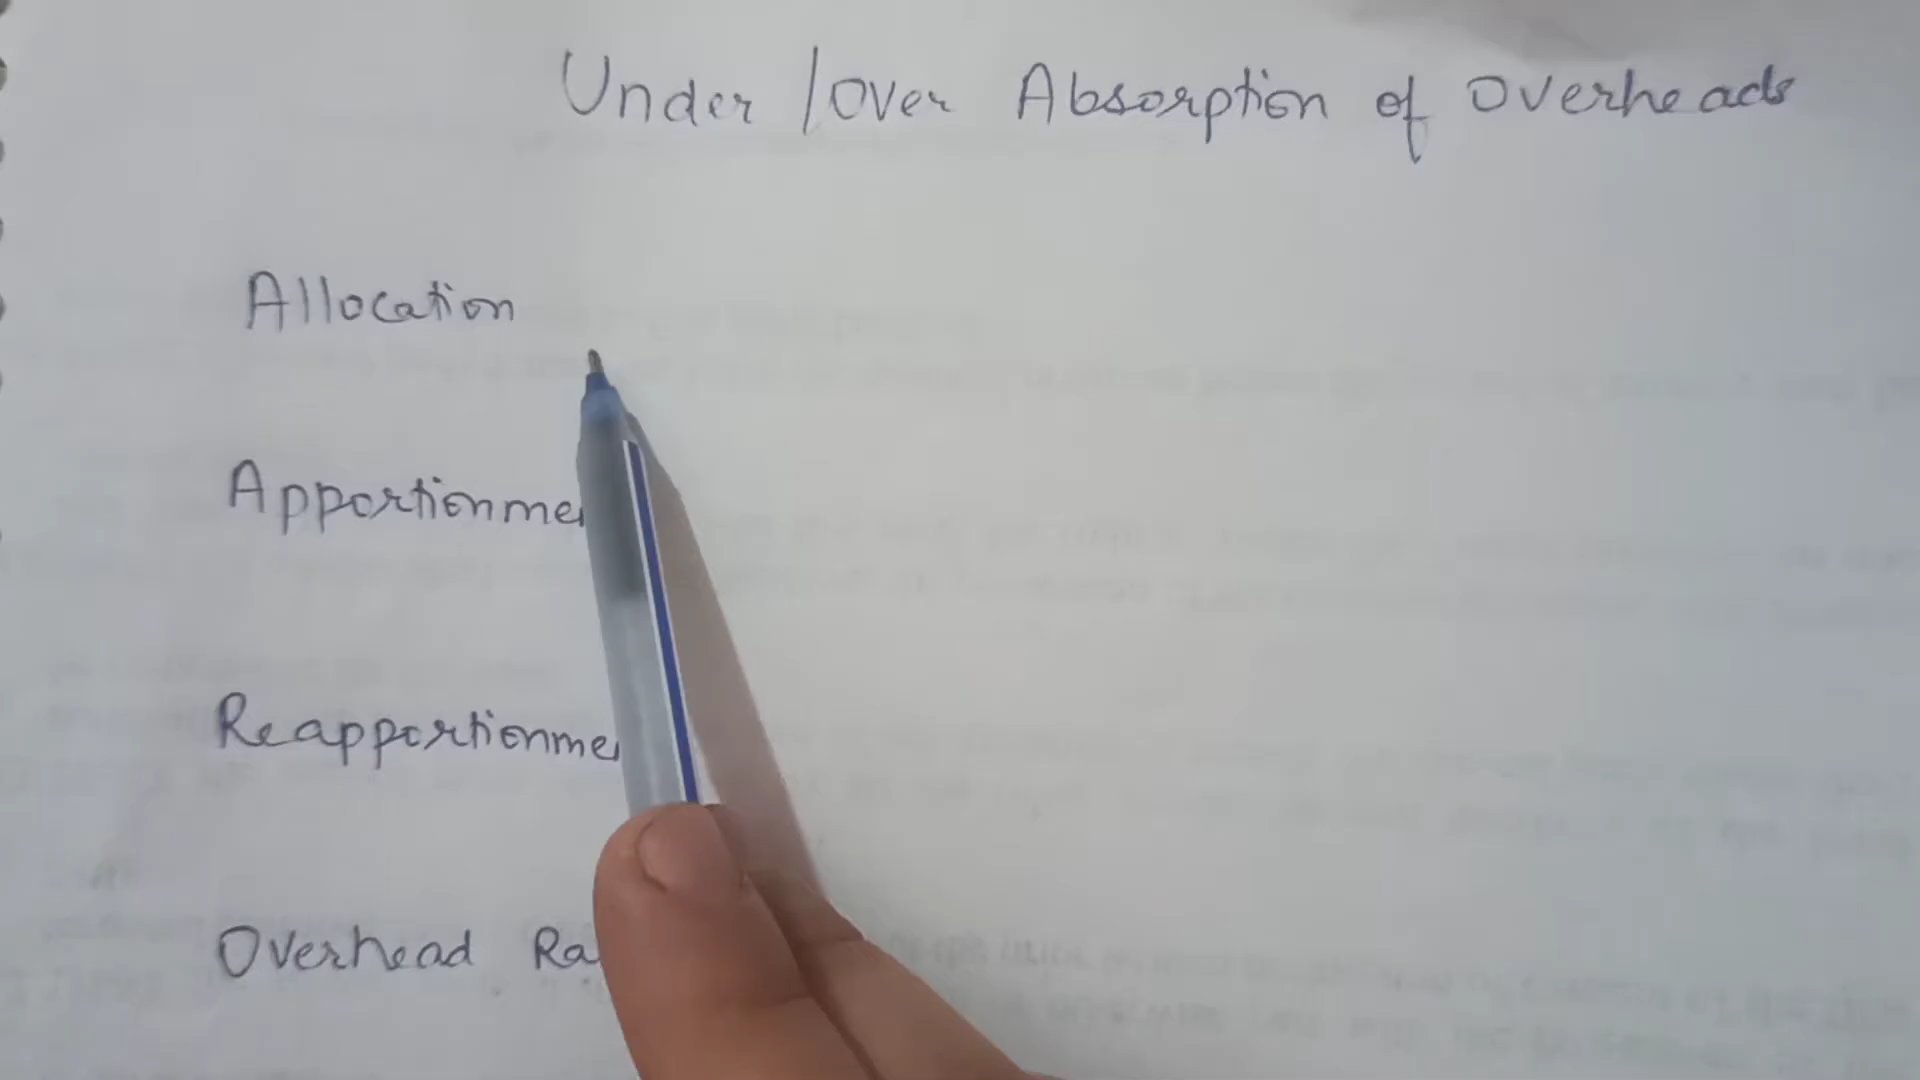 Under / Over Absorption of Overheads
Allocation
Apportionme
Reapportionme
Overhead Ra